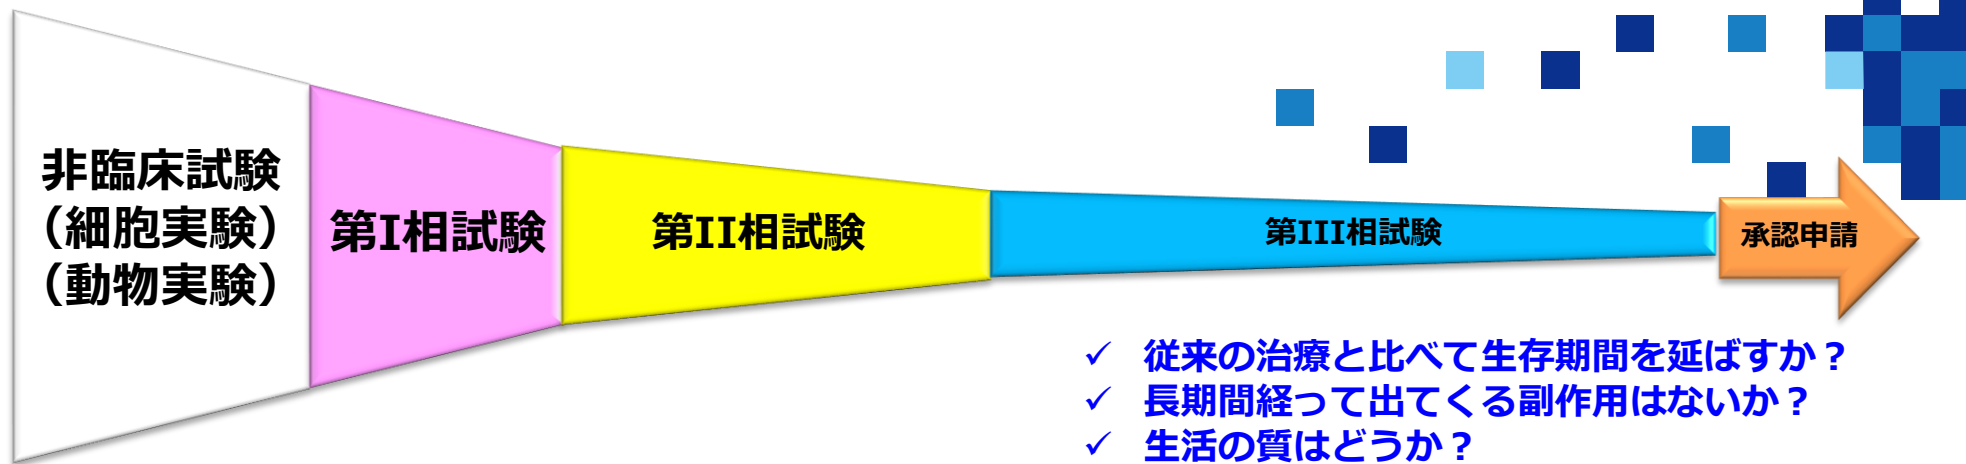 非臨床試験
（細胞実験）
（動物実験）
第I相試験
第II相試験
第III相試験
承認申請
✓ 従来の治療と比べて生存期間を延ばすか？
✓ 長期間経って出てくる副作用はないか？
✓ 生活の質はどうか？